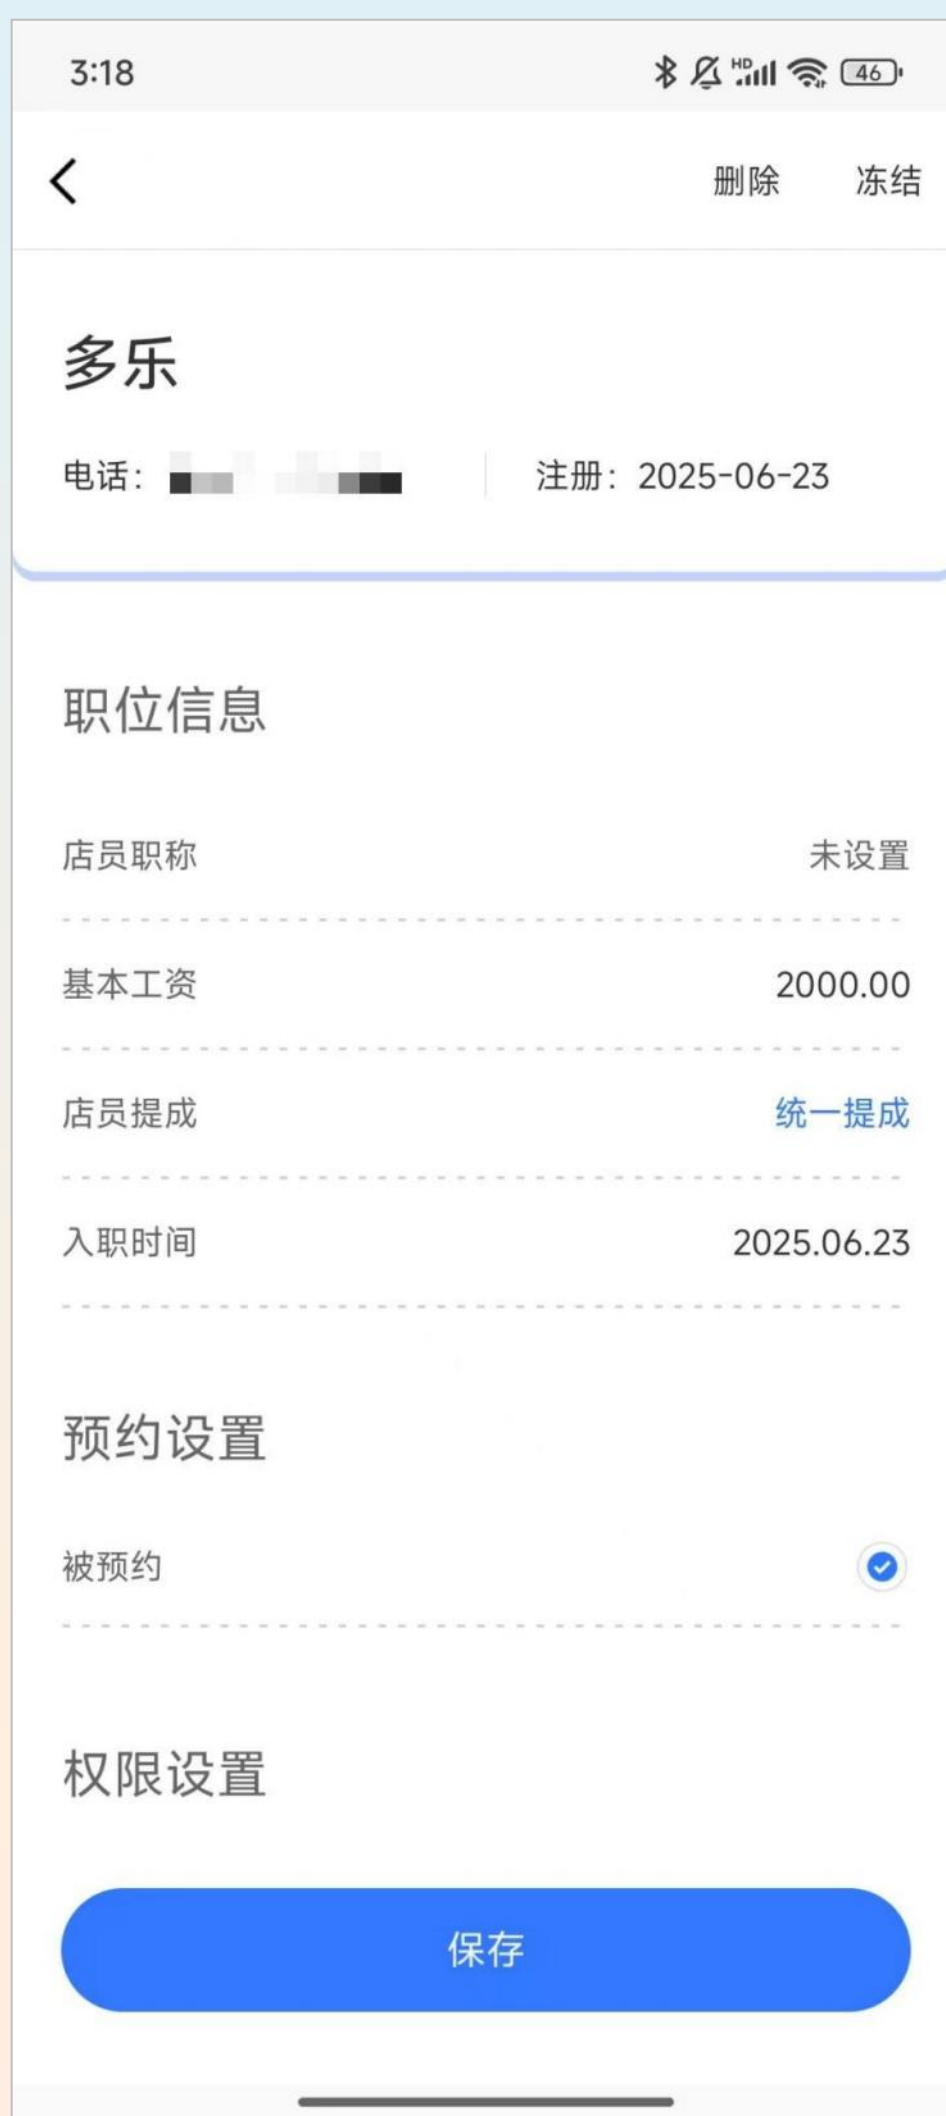 3:18 HD 46
删除 冻结
多乐
电话： 注册：2025-06-23
职位信息
店员职称 未设置
基本工资 2000.00
店员提成 统一提成
入职时间 2025.06.23
预约设置
被预约
权限设置
保存